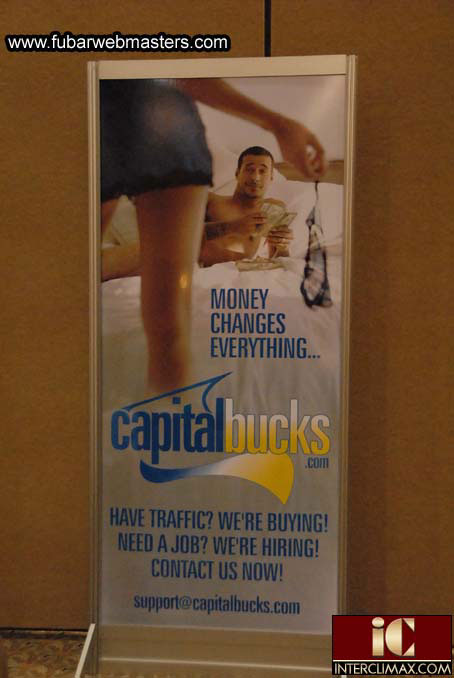 www.fubarwebmasters.com
MONEY
CHANGES
EVERYTHING...
capitalbucks
.com
HAVE TRAFFIC? WE'RE BUYING!
NEED A JOB? WE'RE HIRING!
CONTACT US NOW!
support@capitalbucks.com
iC
INTERCLIMAX.COM